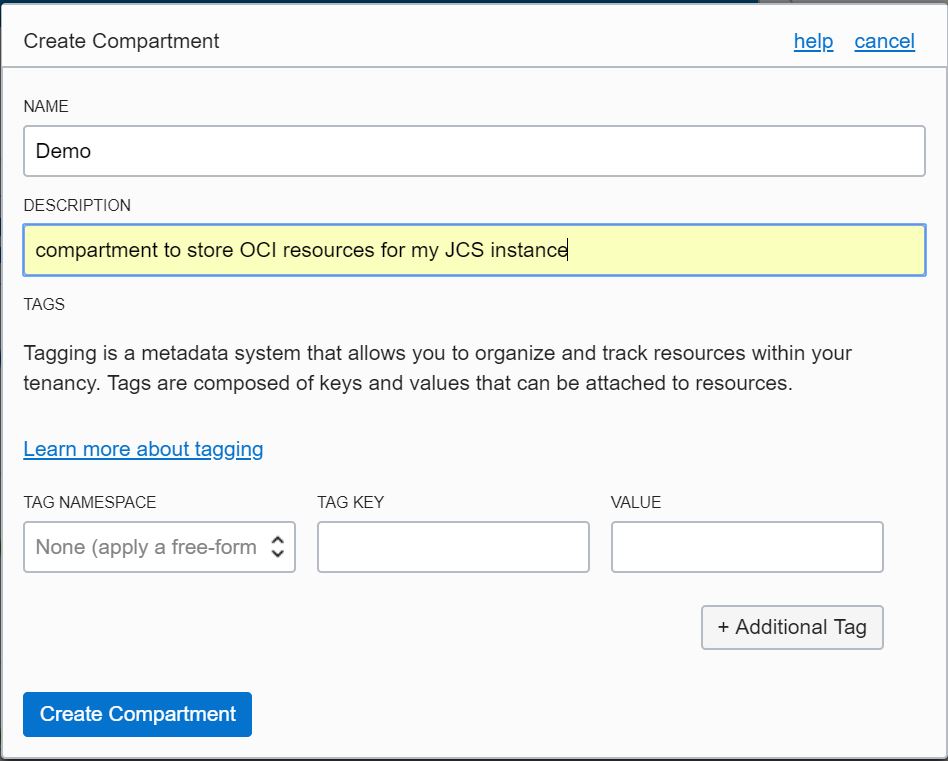 Create Compartment help cancel
NAME
Demo
DESCRIPTION
compartment to store OCI resources for my JCS instance
TAGS
Tagging is a metadata system that allows you to organize and track resources within your
tenancy. Tags are composed of keys and values that can be attached to resources.
Learn more about tagging
TAG NAMESPACE TAG KEY VALUE
None (apply a free-form
+ Additional Tag
Create Compartment